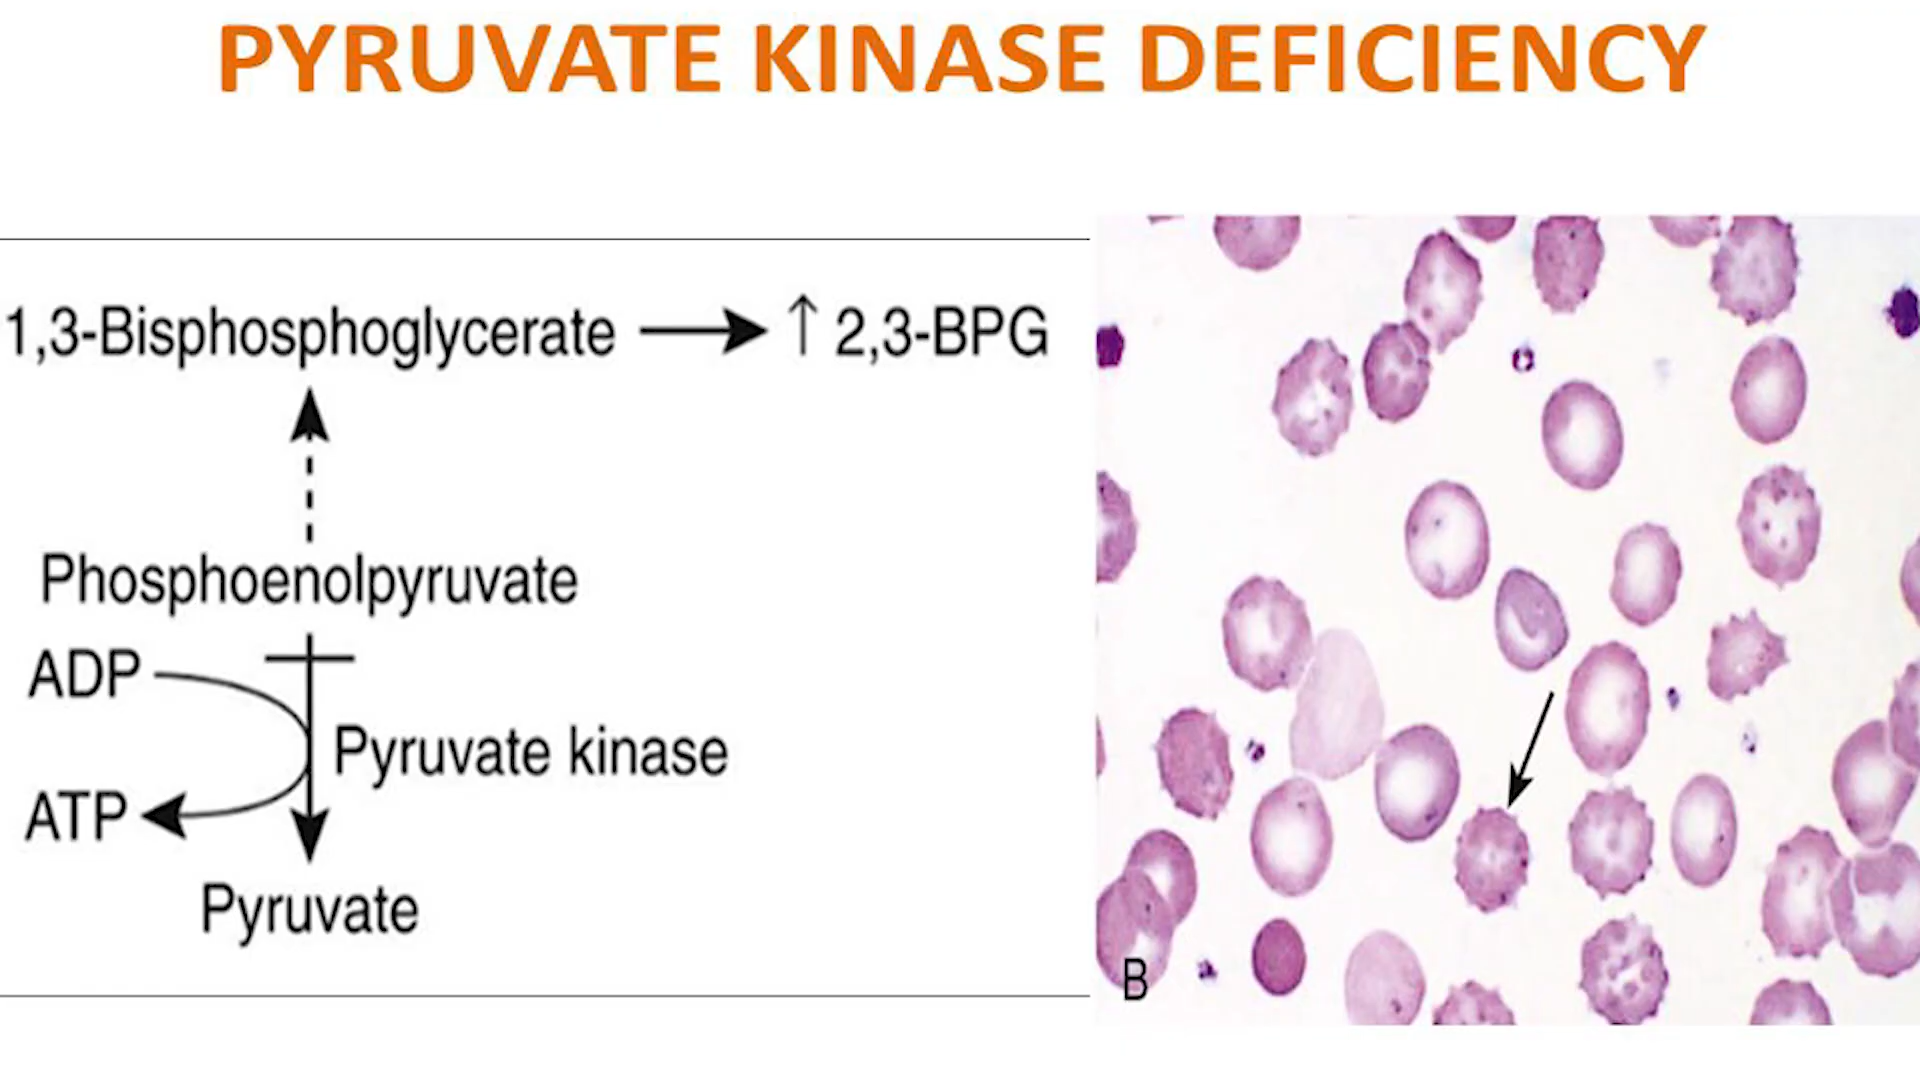 PYRUVATE KINASE DEFICIENCY
1,3-Bisphosphoglycerate ⟶ ↑ 2,3-BPG
Phosphoenolpyruvate
ADP
Pyruvate kinase
ATP
Pyruvate
B